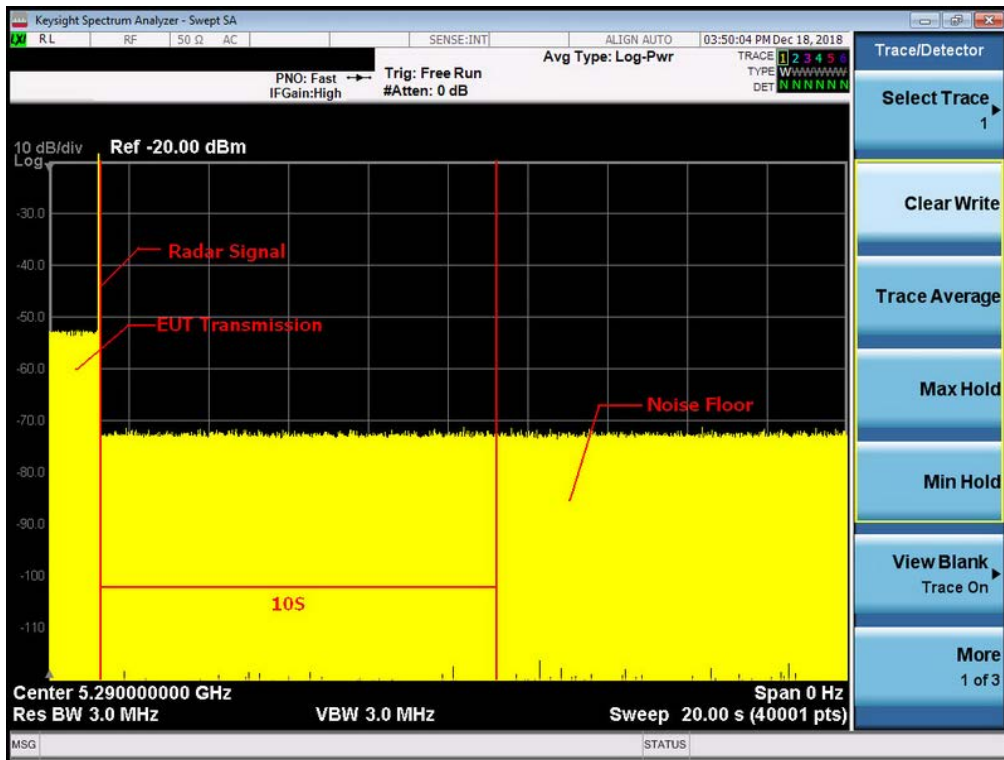 Keysight Spectrum Analyzer - Swept SA
LXI RL RF 50 Ω AC SENSE:INT ALIGN AUTO 03:50:04 PM Dec 18, 2018
Trace/Detector
Avg Type: Log-Pwr TRACE 1 2 3 4 5 6
PNO: Fast Trig: Free Run TYPE WWWWWW
IFGain:High #Atten: 0 dB DET N N N N N N
Select Trace
1
10 dB/div Ref -20.00 dBm
Log
Clear Write
-30.0
Radar Signal
-40.0
Trace Average
-50.0
EUT Transmission
-60.0
Max Hold
Noise Floor
-70.0
-80.0
Min Hold
-90.0
View Blank
Trace On
-100
10S
-110
More
1 of 3
Center 5.290000000 GHz Span 0 Hz
Res BW 3.0 MHz VBW 3.0 MHz Sweep 20.00 s (40001 pts)
MSG STATUS